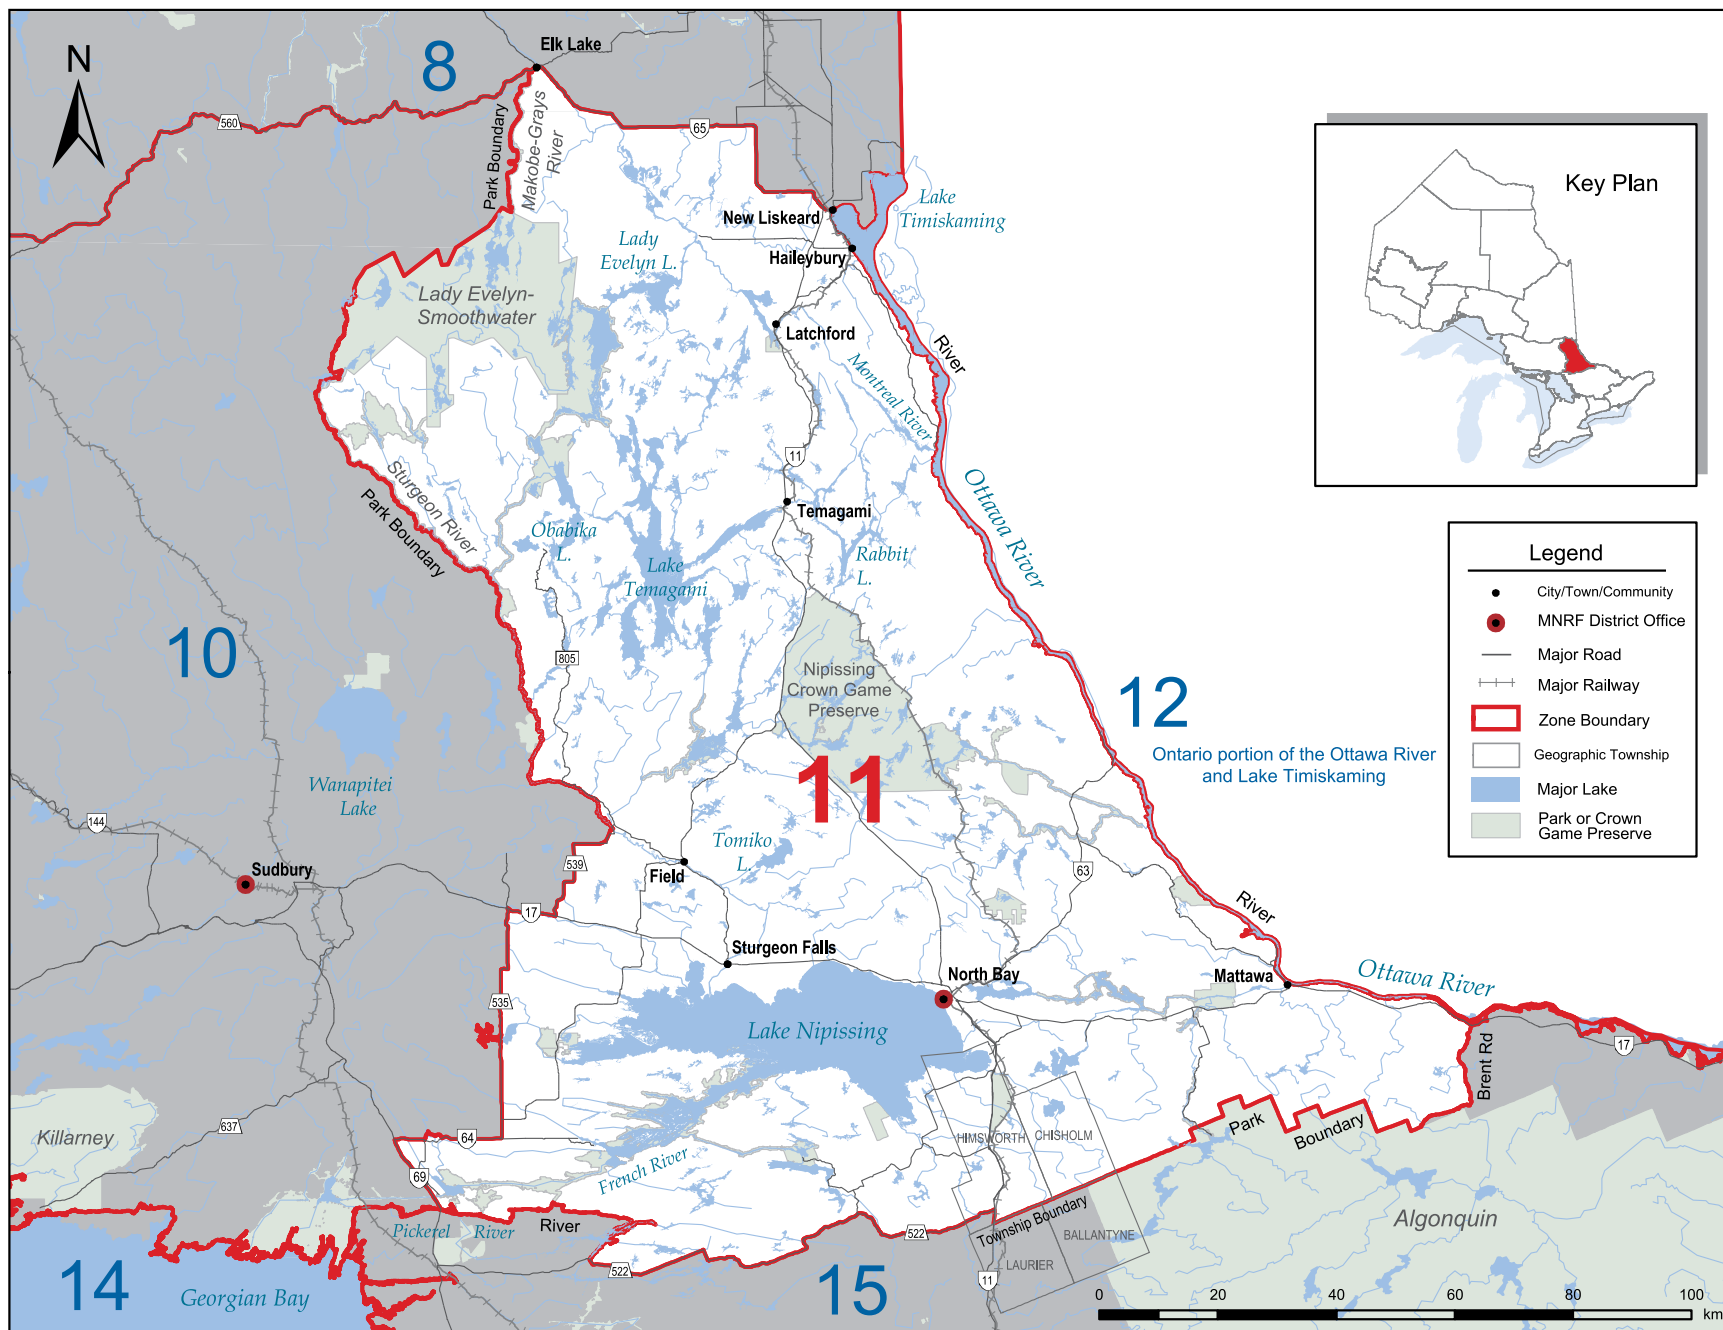 N
8
Elk Lake
560
65
Park Boundary
Makobe-Grays
River
Key Plan
New Liskeard
Lake
Timiskaming
Haileybury
Lady
Evelyn L.
Lady Evelyn-
Smoothwater
Latchford
River
Montreal River
11
Sturgeon River
Park Boundary
Temagami
Ottawa River
Obabika
L.
Rabbit
L.
Lake
Temagami
Legend
City/Town/Community
MNRF District Office
Major Road
Major Railway
Zone Boundary
Geographic Township
Major Lake
Park or Crown
Game Preserve
10
805
Nipissing
Crown Game
Preserve
12
Ontario portion of the Ottawa River
and Lake Timiskaming
11
Wanapitei
Lake
144
Tomiko
L.
Sudbury
539
Field
63
17
River
Sturgeon Falls
North Bay
Mattawa
Ottawa River
535
Lake Nipissing
17
Brent Rd
Killarney
637
64
HIMSWORTH
CHISHOLM
Park
Boundary
69
French River
Pickerel
River
River
522
Township Boundary
BALLANTYNE
Algonquin
522
LAURIER
14
Georgian Bay
15
11
0
20
40
60
80
100
km